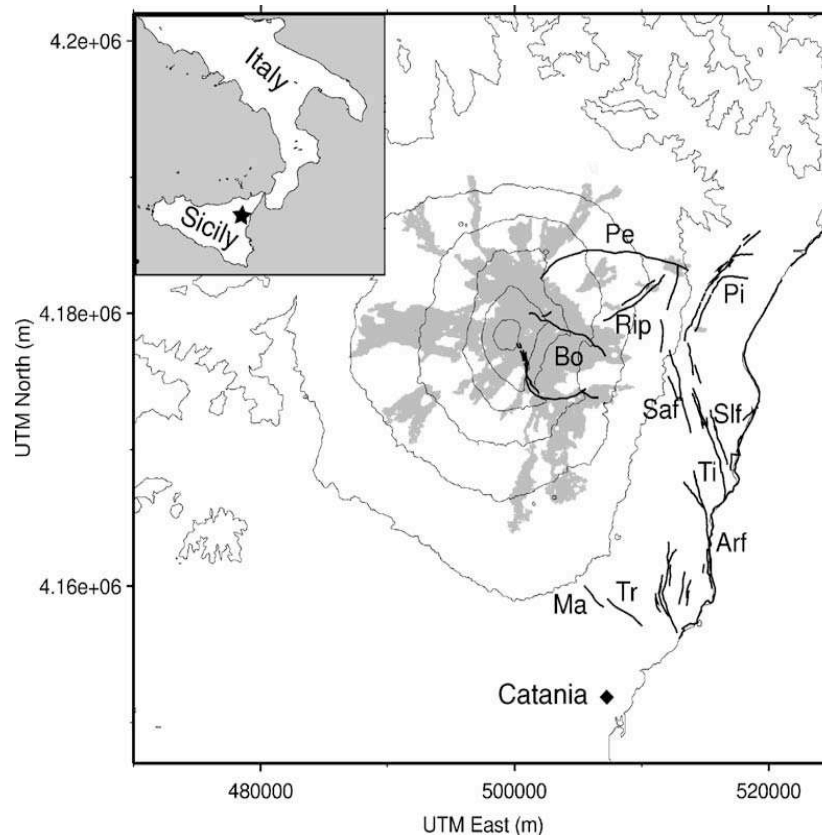 4.2e+06
Italy
Sicily
Pe
Pi
4.18e+06
Rip
Bo
Saf
Slf
Ti
Arf
4.16e+06
Ma
Tr
Catania
480000
500000
520000
UTM East (m)
UTM North (m)